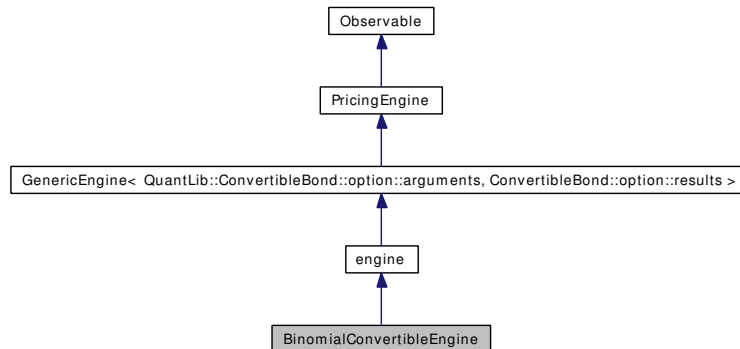 Observable
PricingEngine
GenericEngine< QuantLib::ConvertibleBond::option::arguments, ConvertibleBond::option::results >
engine
BinomialConvertibleEngine